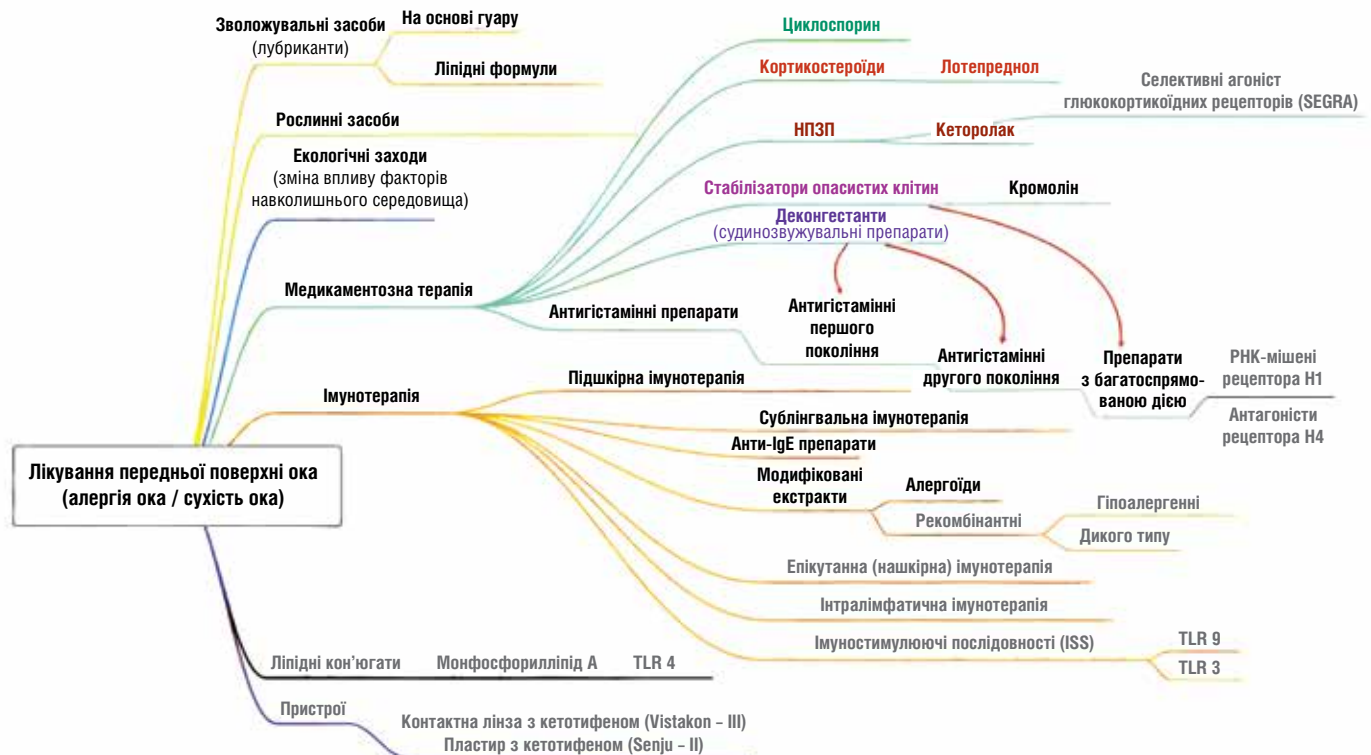 Зволожувальні засоби
(лубриканти)
На основі гуару
Ліпідні формули
Рослинні засоби
Екологічні заходи
(зміна впливу факторів
навколишнього середовища)
Медикаментозна терапія
Циклоспорин
Кортикостероїди
Лотепреднол
Селективні агоніст
глюкокортикоїдних рецепторів (SEGRA)
НПЗП
Кеторолак
Стабілізатори опасистих клітин
Кромолін
Деконгестанти
(судинозвужувальні препарати)
Антигістамінні препарати
Антигістамінні
першого
покоління
Антигістамінні
другого покоління
Препарати
з багатоспрямо-
ваною дією
РНК-мішені
рецептора H1
Антагоністи
рецептора H4
Імунотерапія
Підшкірна імунотерапія
Сублінгвальна імунотерапія
Анти-IgE препарати
Модифіковані
екстракти
Алергоїди
Рекомбінантні
Гіпоалергенні
Дикого типу
Епікутанна (нашкірна) імунотерапія
Інтралімфатична імунотерапія
Імуностимулюючі послідовності (ISS)
TLR 9
TLR 3
Лікування передньої поверхні ока
(алергія ока / сухість ока)
Ліпідні кон’югати
Монфосфорилліпід А
TLR 4
Пристрої
Контактна лінза з кетотифеном (Vistakon – III)
Пластир з кетотифеном (Senju – II)